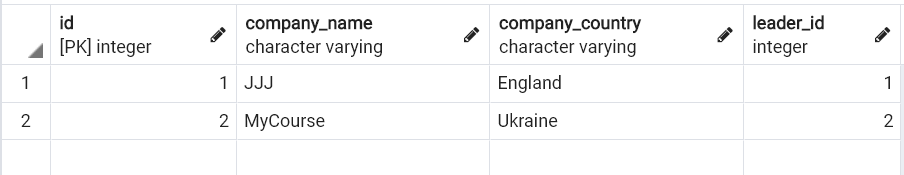 id company_name company_country leader_id
[PK] integer character varying character varying integer
1 1 JJJ England 1
2 2 MyCourse Ukraine 2